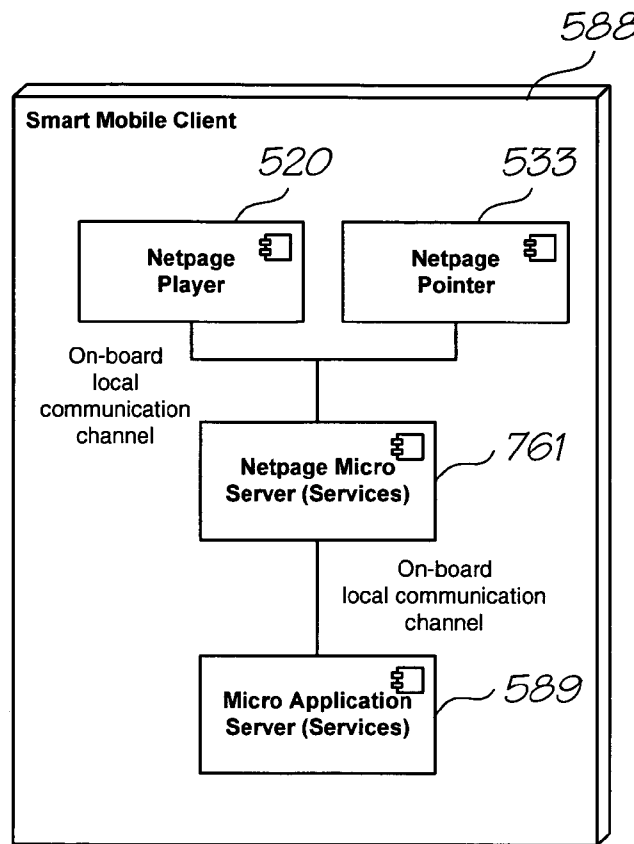 588
Smart Mobile Client
520
533
Netpage
Player
Netpage
Pointer
On-board
local
communication
channel
Netpage Micro
Server (Services)
761
On-board
local communication
channel
Micro Application
Server (Services)
589